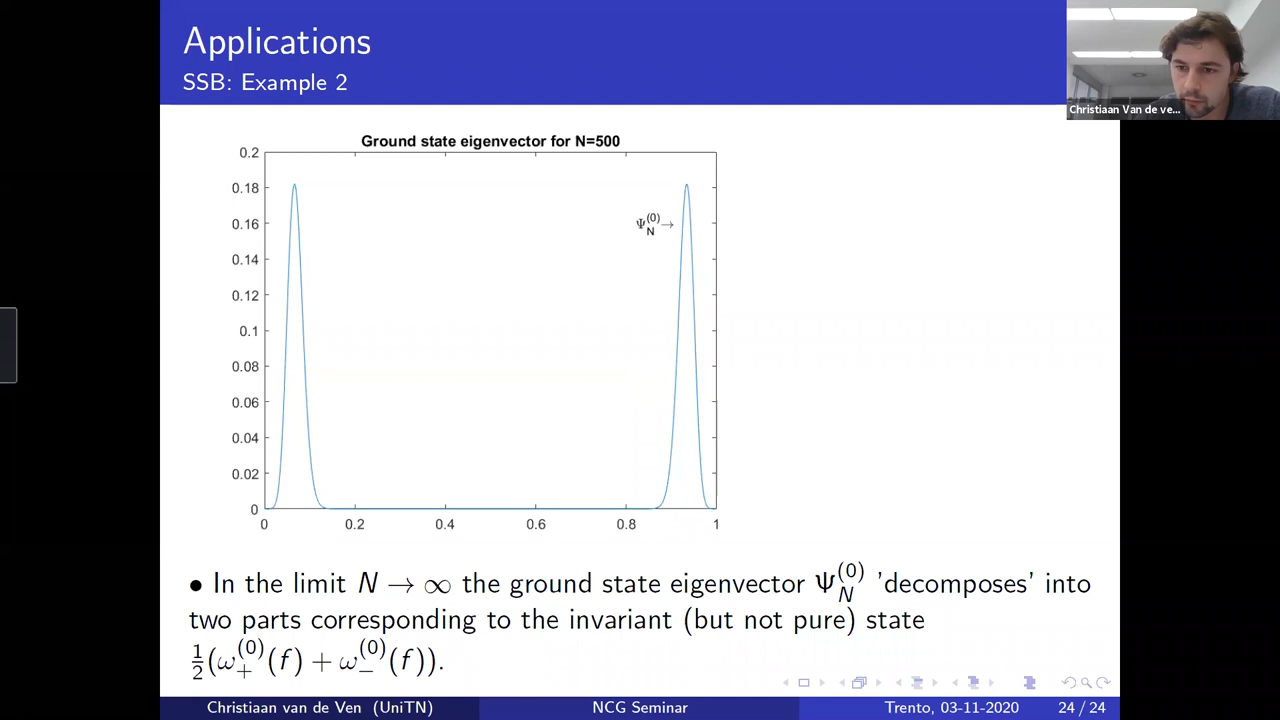 Applications
SSB: Example 2
Christiaan Van de ve...
Ground state eigenvector for N=500
0.2
0.18
0.16
0.14
0.12
0.1
0.08
0.06
0.04
0.02
0
Ψ_N^(0)→
0 0.2 0.4 0.6 0.8 1
• In the limit N → ∞ the ground state eigenvector Ψ_N^(0) 'decomposes' into
two parts corresponding to the invariant (but not pure) state
1/2(ω_+^(0)(f) + ω_-^(0)(f)).
Christiaan van de Ven (UniTN) NCG Seminar Trento, 03-11-2020 24 / 24